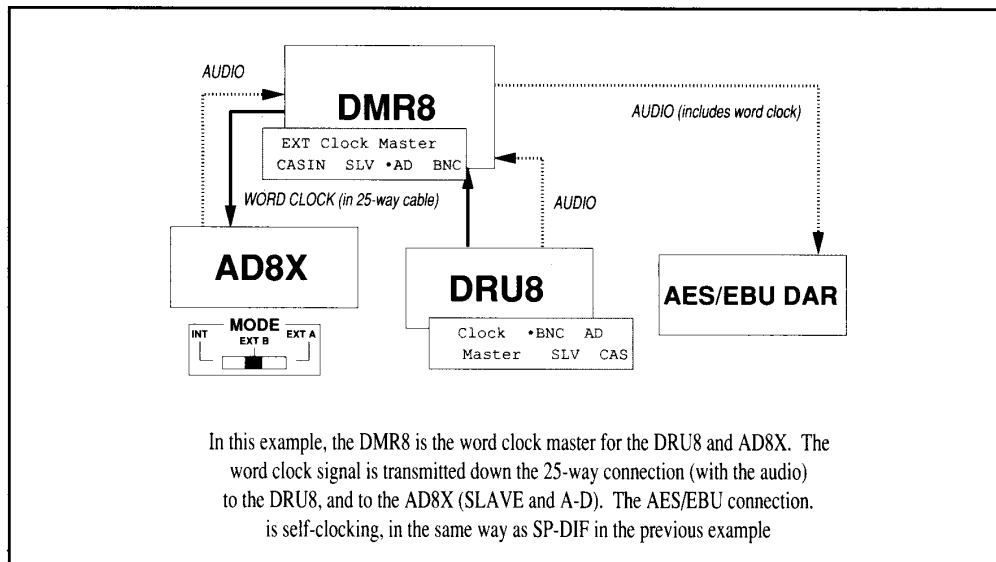 AUDIO
DMR8
AUDIO (includes word clock)
EXT Clock Master
CASIN SLV •AD BNC
WORD CLOCK (in 25-way cable)
AUDIO
AD8X
DRU8
AES/EBU DAR
MODE
INT EXT B EXT A
Clock •BNC AD
Master SLV CAS
In this example, the DMR8 is the word clock master for the DRU8 and AD8X. The
word clock signal is transmitted down the 25-way connection (with the audio)
to the DRU8, and to the AD8X (SLAVE and A-D). The AES/EBU connection.
is self-clocking, in the same way as SP-DIF in the previous example